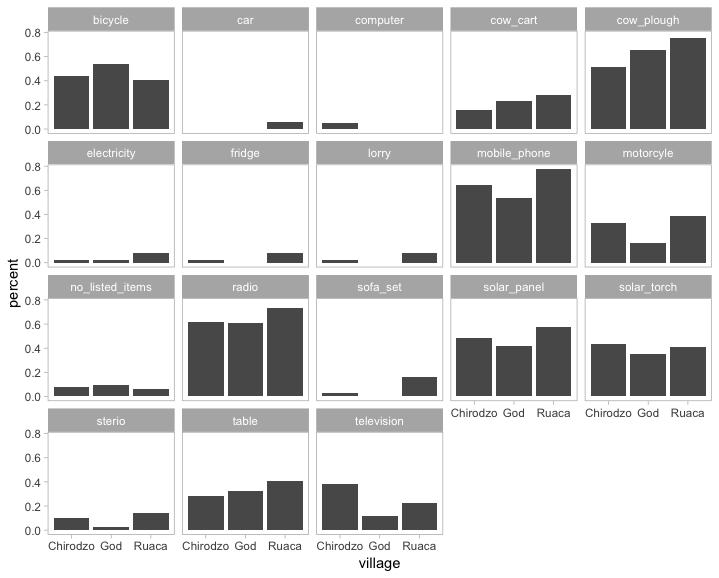 bicycle car computer cow_cart cow_plough
0.8
0.6
0.4
0.2
0.0
electricity fridge lorry mobile_phone motorcyle
0.8
0.6
0.4
0.2
0.0
no_listed_items radio sofa_set solar_panel solar_torch
0.8
0.6
0.4
0.2
0.0
Chirodzo God Ruaca Chirodzo God Ruaca
sterio table television
0.8
0.6
0.4
0.2
0.0
Chirodzo God Ruaca Chirodzo God Ruaca Chirodzo God Ruaca
percent
village